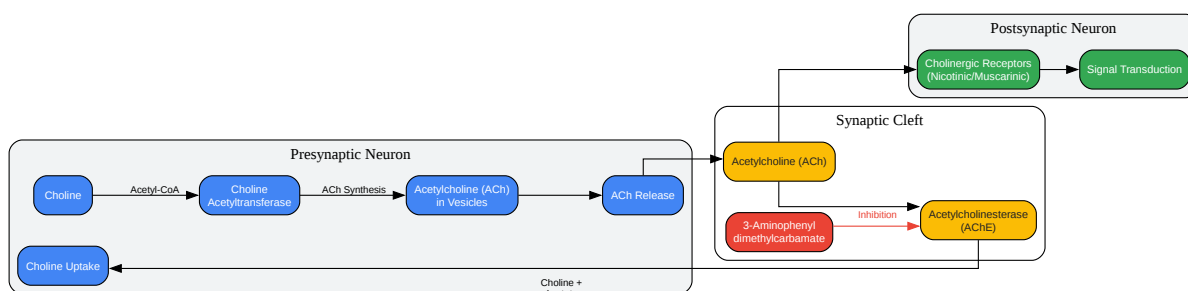 Postsynaptic Neuron
Cholinergic Receptors
(Nicotinic/Muscarinic)
Signal Transduction
Synaptic Cleft
Acetylcholine (ACh)
3-Aminophenyl
dimethylcarbamate
Inhibition
Acetylcholinesterase
(AChE)
Presynaptic Neuron
Choline
Acetyl-CoA
Choline
Acetyltransferase
ACh Synthesis
Acetylcholine (ACh)
in Vesicles
ACh Release
Choline Uptake
Choline +